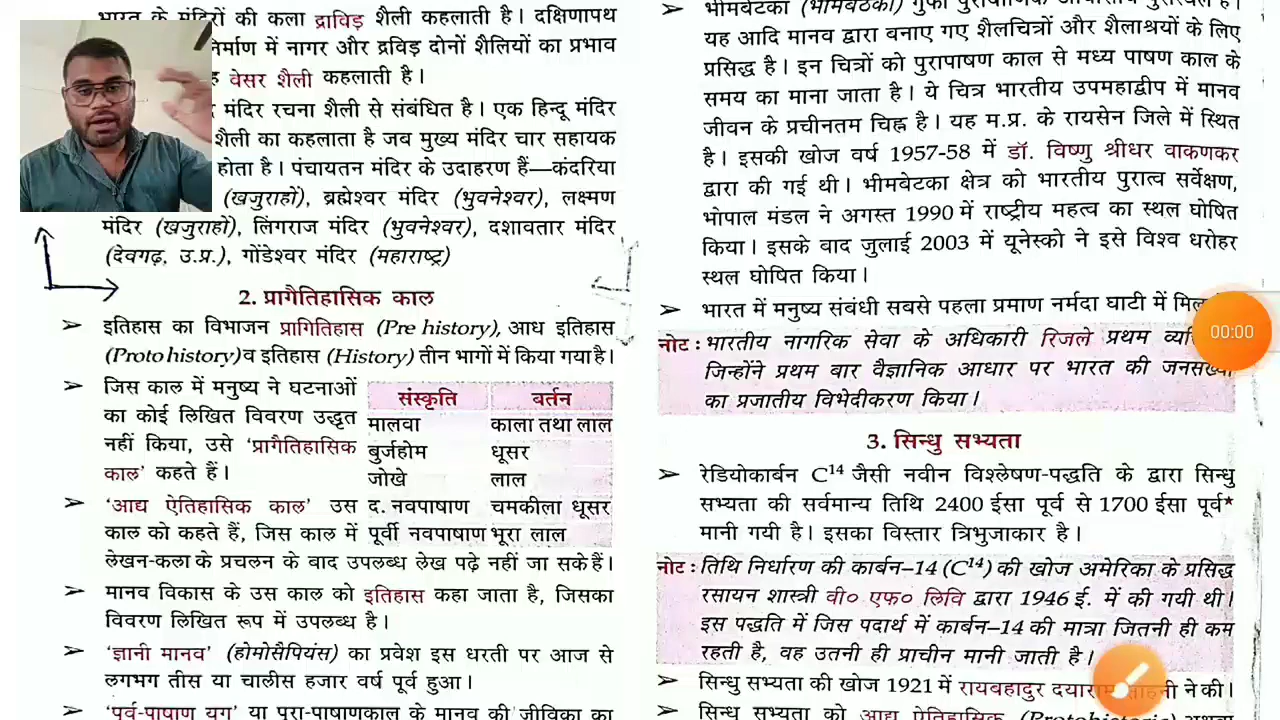 भारत के मंदिरों की कला द्राविड़ शैली कहलाती है। दक्षिणापथ
निर्माण में नागर और द्रविड़ दोनों शैलियों का प्रभाव
वेसर शैली कहलाती है।
मंदिर रचना शैली से संबंधित है। एक हिन्दू मंदिर
शैली का कहलाता है जब मुख्य मंदिर चार सहायक
होता है। पंचायतन मंदिर के उदाहरण हैं—कंदरिया
(खजुराहो), ब्रह्मेश्वर मंदिर (भुवनेश्वर), लक्ष्मण
मंदिर (खजुराहो), लिंगराज मंदिर (भुवनेश्वर), दशावतार मंदिर
(देवगढ़, उ.प्र.), गोंडेश्वर मंदिर (महाराष्ट्र)
2. प्रागैतिहासिक काल
➢ इतिहास का विभाजन प्रागितिहास (Pre history), आध इतिहास
(Proto history) व इतिहास (History) तीन भागों में किया गया है।
➢ जिस काल में मनुष्य ने घटनाओं
का कोई लिखित विवरण उद्धृत
नहीं किया, उसे 'प्रागैतिहासिक
काल' कहते हैं।
संस्कृति बर्तन
मालवा काला तथा लाल
बुर्जहोम धूसर
जोखे लाल
द. नवपाषाण चमकीला धूसर
पूर्वी नवपाषाण भूरा लाल
➢ 'आद्य ऐतिहासिक काल' उस
काल को कहते हैं, जिस काल में
लेखन-कला के प्रचलन के बाद उपलब्ध लेख पढ़े नहीं जा सके हैं।
➢ मानव विकास के उस काल को इतिहास कहा जाता है, जिसका
विवरण लिखित रूप में उपलब्ध है।
➢ 'ज्ञानी मानव' (होमोसैपियंस) का प्रवेश इस धरती पर आज से
लगभग तीस या चालीस हजार वर्ष पूर्व हुआ।
➢ 'पूर्व-पाषाण युग' या पुरा-पाषाणकाल के मानव की जीविका का
➢ भीमबेटका (भीमबेठका) गुफा
यह आदि मानव द्वारा बनाए गए शैलचित्रों और शैलाश्रयों के लिए
प्रसिद्ध है। इन चित्रों को पुरापाषाण काल से मध्य पाषाण काल के
समय का माना जाता है। ये चित्र भारतीय उपमहाद्वीप में मानव
जीवन के प्राचीनतम चिह्न है। यह म.प्र. के रायसेन जिले में स्थित
है। इसकी खोज वर्ष 1957-58 में डॉ. विष्णु श्रीधर वाकणकर
द्वारा की गई थी। भीमबेटका क्षेत्र को भारतीय पुरात्व सर्वेक्षण,
भोपाल मंडल ने अगस्त 1990 में राष्ट्रीय महत्व का स्थल घोषित
किया। इसके बाद जुलाई 2003 में यूनेस्को ने इसे विश्व धरोहर
स्थल घोषित किया।
➢ भारत में मनुष्य संबंधी सबसे पहला प्रमाण नर्मदा घाटी में
नोट : भारतीय नागरिक सेवा के अधिकारी रिजले प्रथम
जिन्होंने प्रथम बार वैज्ञानिक आधार पर भारत की जनसंख्या
का प्रजातीय विभेदीकरण किया।
3. सिन्धु सभ्यता
➢ रेडियोकार्बन C¹⁴ जैसी नवीन विश्लेषण-पद्धति के द्वारा सिन्धु
सभ्यता की सर्वमान्य तिथि 2400 ईसा पूर्व से 1700 ईसा पूर्व*
मानी गयी है। इसका विस्तार त्रिभुजाकार है।
नोट : तिथि निर्धारण की कार्बन–14 (C¹⁴) की खोज अमेरिका के प्रसिद्ध
रसायन शास्त्री वी० एफ० लिवि द्वारा 1946 ई. में की गयी थी।
इस पद्धति में जिस पदार्थ में कार्बन–14 की मात्रा जितनी ही कम
रहती है, वह उतनी ही प्राचीन मानी जाती है।
➢ सिन्धु सभ्यता की खोज 1921 में रायबहादुर दयाराम साहनी ने की।
➢ सिन्धु सभ्यता को आद्य ऐतिहासिक (Protohistoric) अथवा
00:00